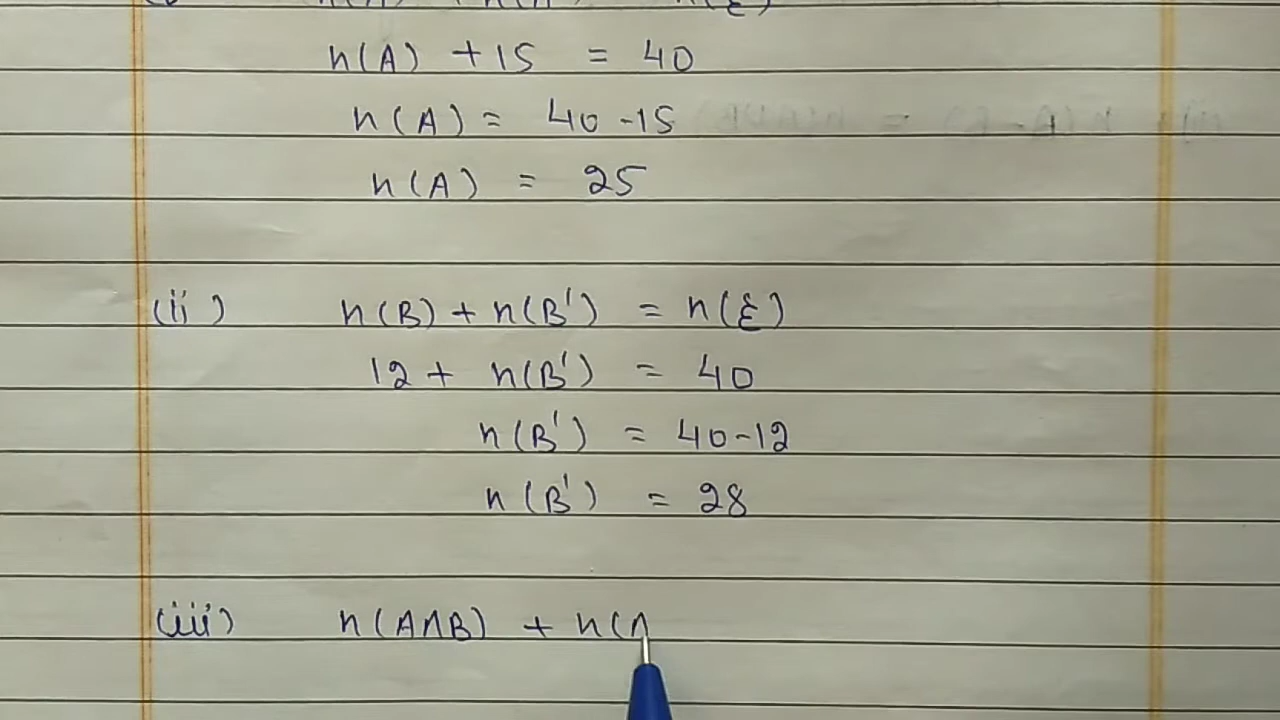 n(A) + 15 = 40
n(A) = 40 - 15
n(A) = 25
(ii) n(B) + n(B') = n(ξ)
12 + n(B') = 40
n(B') = 40 - 12
n(B') = 28
(iii) n(A∩B) + n(